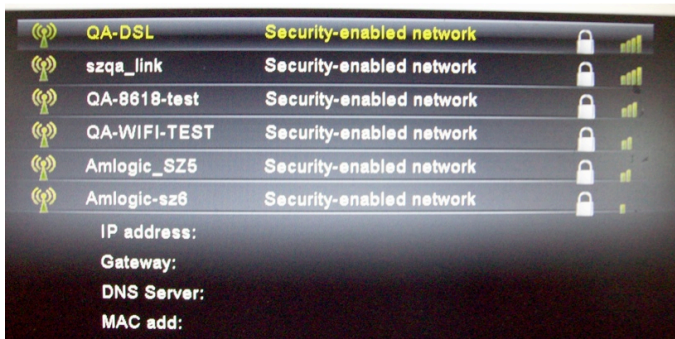 QA-DSL Security-enabled network
szqa_link Security-enabled network
QA-8618-test Security-enabled network
QA-WIFI-TEST Security-enabled network
Amlogic_SZ5 Security-enabled network
Amlogic-sz6 Security-enabled network
IP address:
Gateway:
DNS Server:
MAC add: